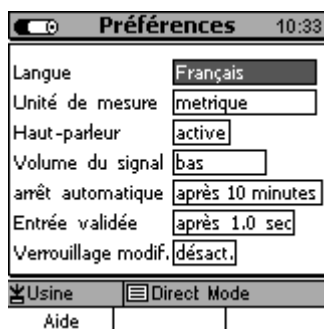 Préférences 10:33
Langue Français
Unité de mesure metrique
Haut-parleur active
Volume du signal bas
arrêt automatique après 10 minutes
Entrée validée après 1.0 sec
Verrouillage modif. désact.
Usine Direct Mode
Aide